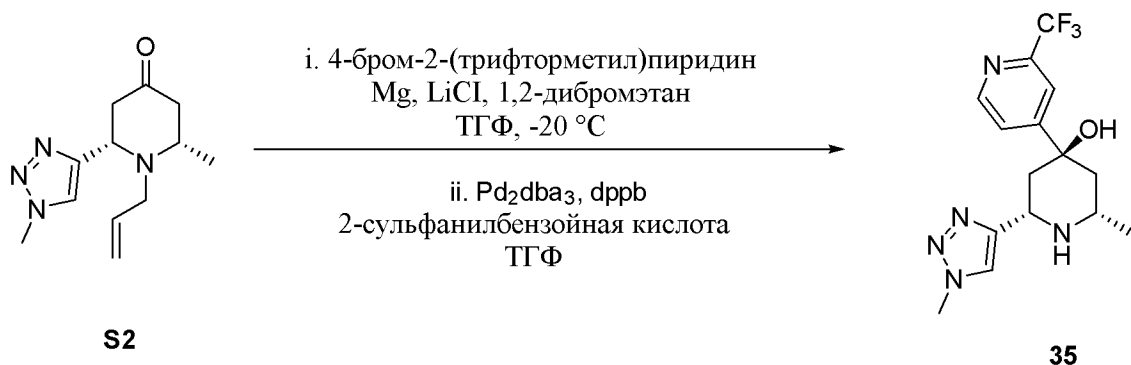 i. 4-бром-2-(трифторметил)пиридин
Mg, LiCl, 1,2-дибромэтан
ТГФ, -20 °C
ii. Pd2dba3, dppb
2-сульфанилбензойная кислота
ТГФ
O
N
N
N
N
S2
CF3
N
OH
N
N
N
N
H
35